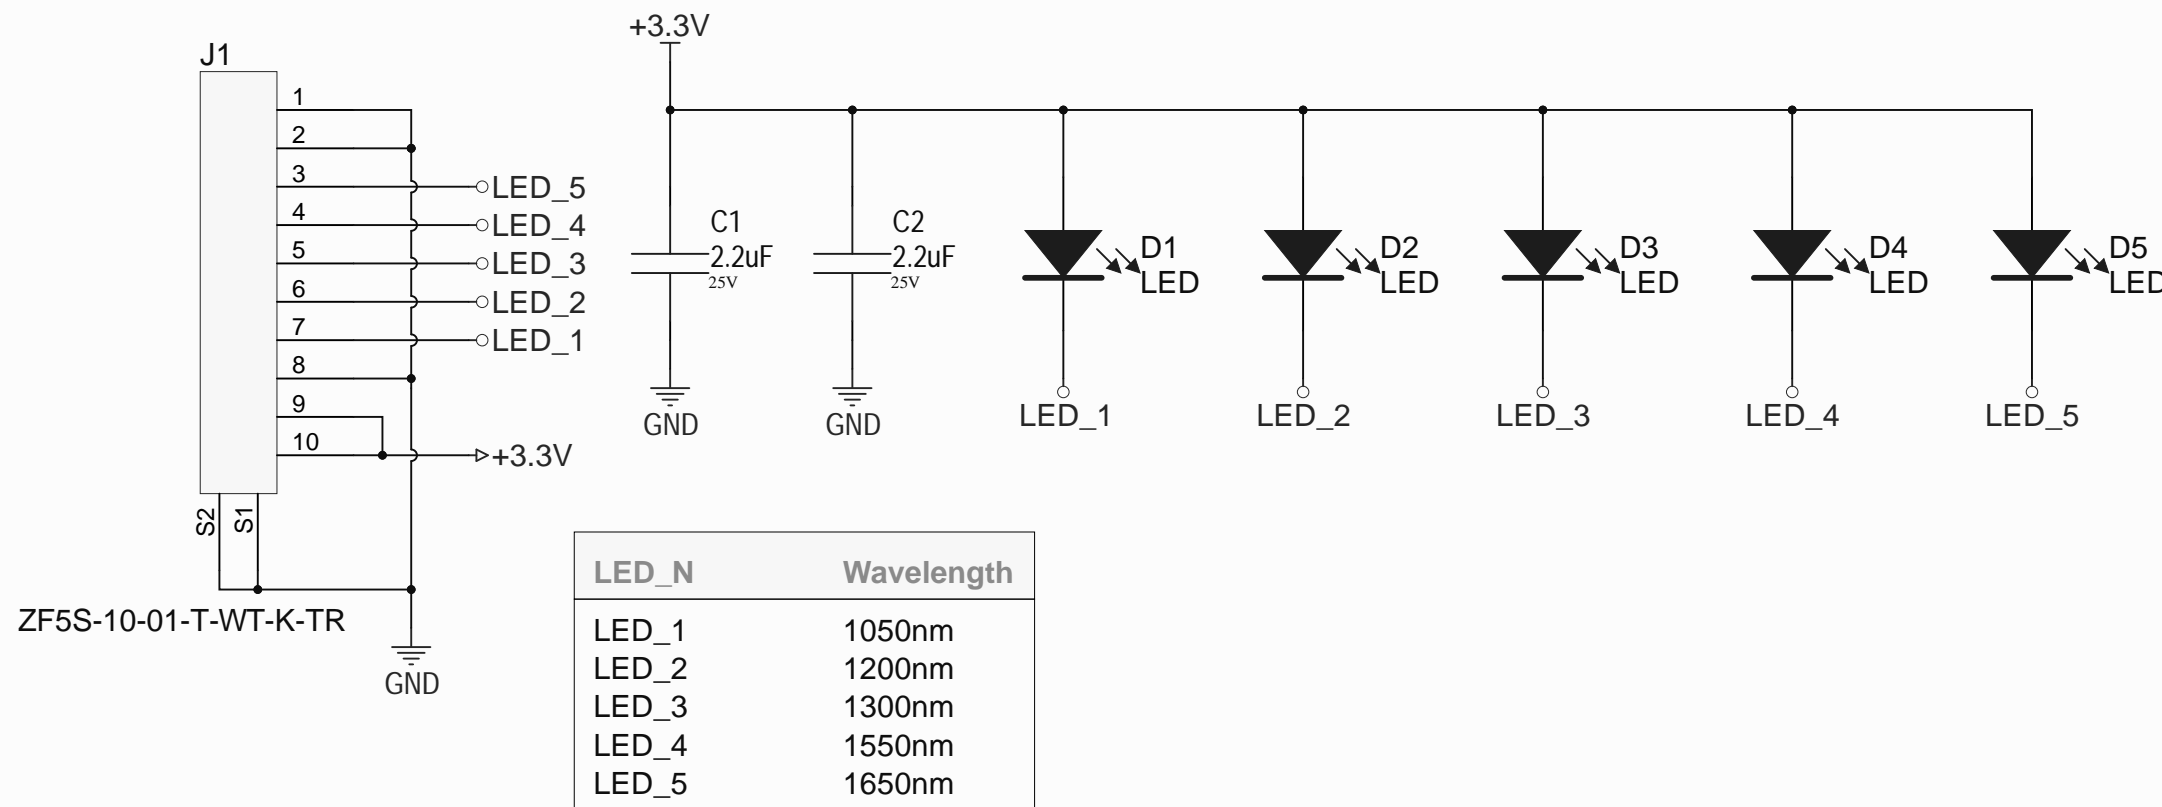 J1
1
2
3
4
5
6
7
8
9
10
S2
S1
LED_5
LED_4
LED_3
LED_2
LED_1
+3.3V
ZF5S-10-01-T-WT-K-TR
GND
+3.3V
C1
2.2uF
25V
GND
C2
2.2uF
25V
GND
D1
LED
LED_1
D2
LED
LED_2
D3
LED
LED_3
D4
LED
LED_4
D5
LED
LED_5
LED_N Wavelength
LED_1 1050nm
LED_2 1200nm
LED_3 1300nm
LED_4 1550nm
LED_5 1650nm